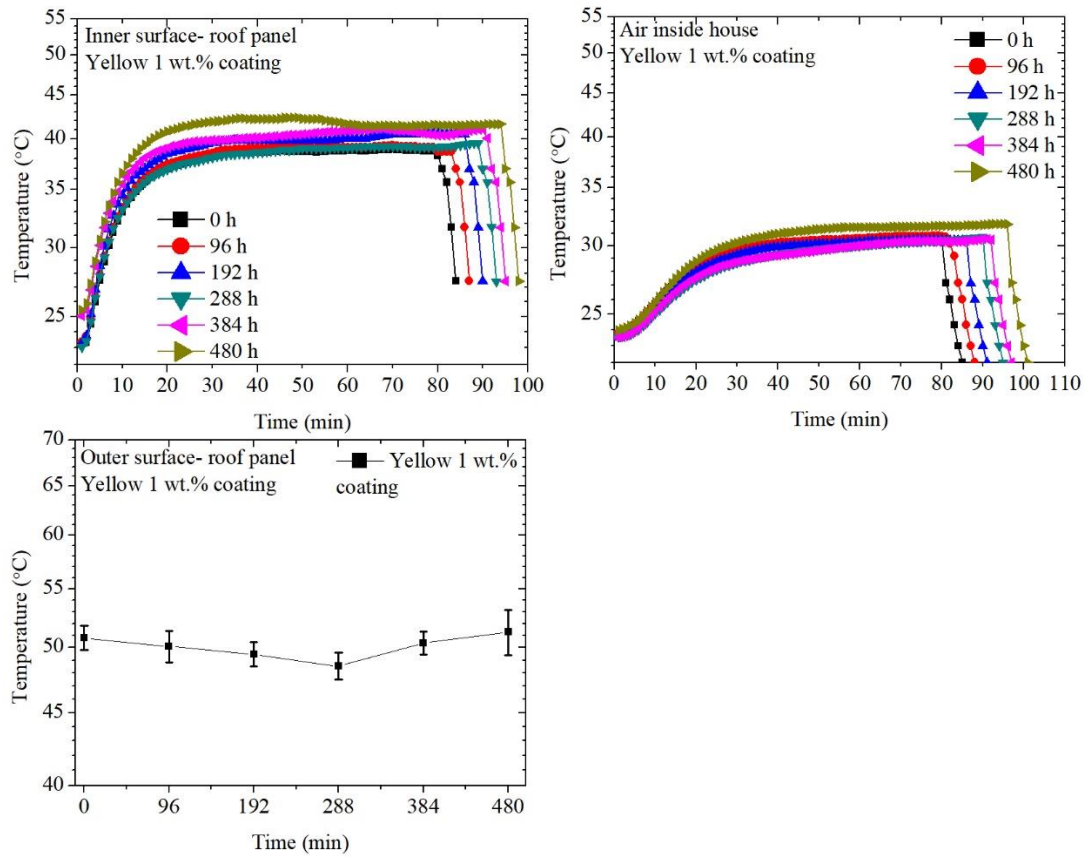 Inner surface- roof panel
Yellow 1 wt.% coating
Temperature (°C)
55
50
45
40
35
30
25
0 h
96 h
192 h
288 h
384 h
480 h
0 10 20 30 40 50 60 70 80 90 100
Time (min)
Air inside house
Yellow 1 wt.% coating
Temperature (°C)
55
50
45
40
35
30
25
0 h
96 h
192 h
288 h
384 h
480 h
0 10 20 30 40 50 60 70 80 90 100 110
Time (min)
Outer surface- roof panel
Yellow 1 wt.% coating
Yellow 1 wt.%
coating
Temperature (°C)
70
65
60
55
50
45
40
0 96 192 288 384 480
Time (min)